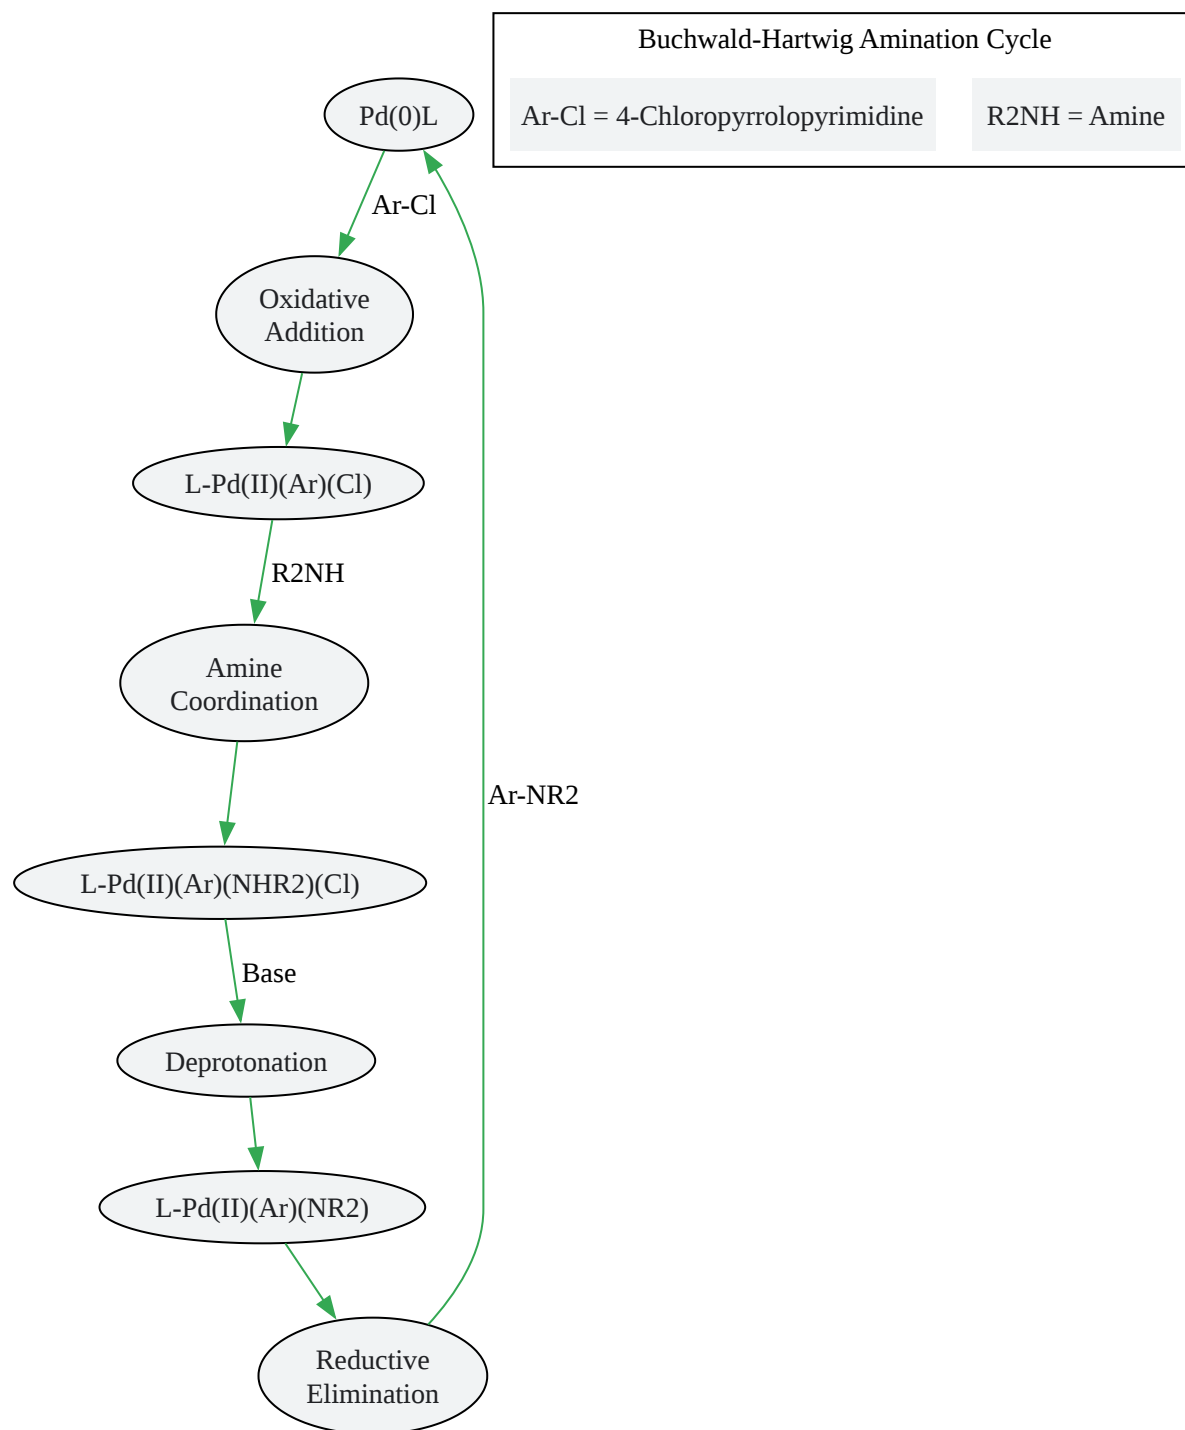 Buchwald-Hartwig Amination Cycle
Ar-Cl = 4-Chloropyrrolopyrimidine
R2NH = Amine
Pd(0)L
Ar-Cl
Oxidative
Addition
L-Pd(II)(Ar)(Cl)
R2NH
Amine
Coordination
Ar-NR2
L-Pd(II)(Ar)(NHR2)(Cl)
Base
Deprotonation
L-Pd(II)(Ar)(NR2)
Reductive
Elimination